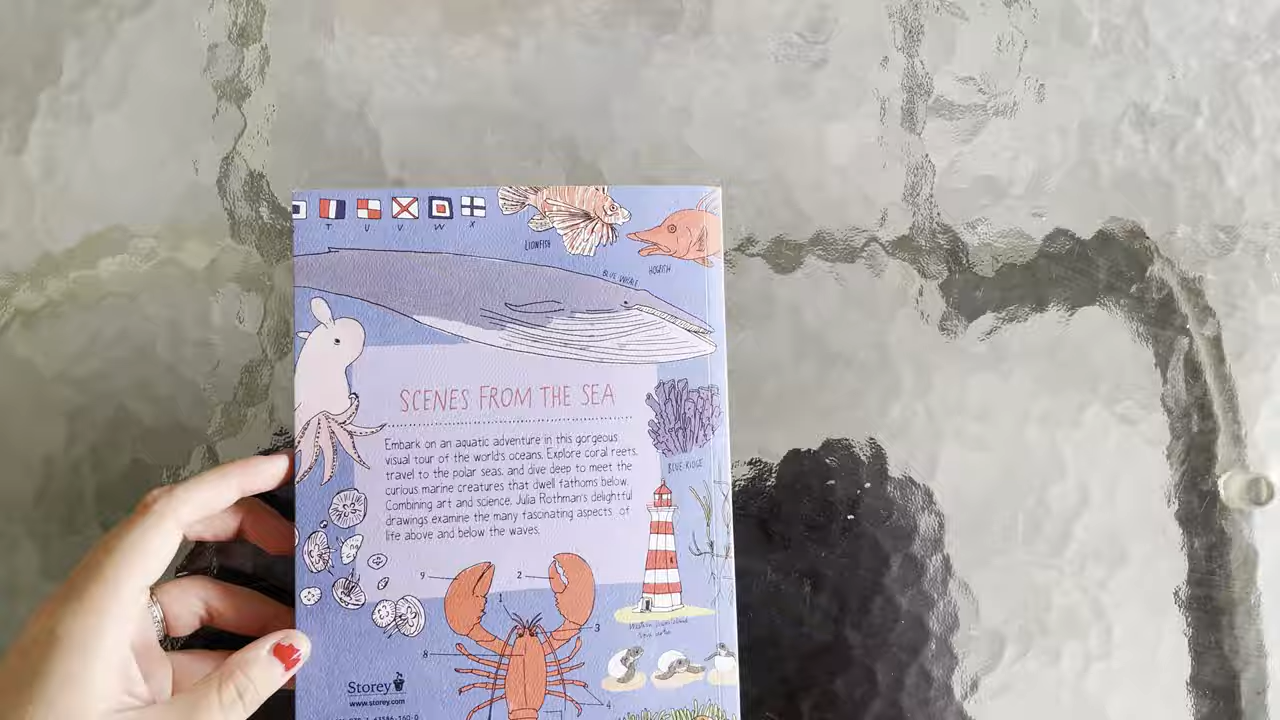 T U V W X
LIONFISH
HOGFISH
BLUE WHALE
SCENES FROM THE SEA
Embark on an aquatic adventure in this gorgeous
visual tour of the world's oceans. Explore coral reefs,
travel to the polar seas, and dive deep to meet the
curious marine creatures that dwell fathoms below.
Combining art and science, Julia Rothman's delightful
drawings examine the many fascinating aspects of
life above and below the waves.
BLUE RIDGE
9
2
1
3
8
4
Storey
www.storey.com